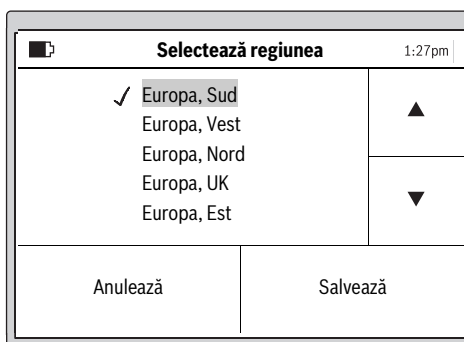 Selectează regiunea
1:27pm
Europa, Sud
Europa, Vest
Europa, Nord
Europa, UK
Europa, Est
Anulează
Salvează